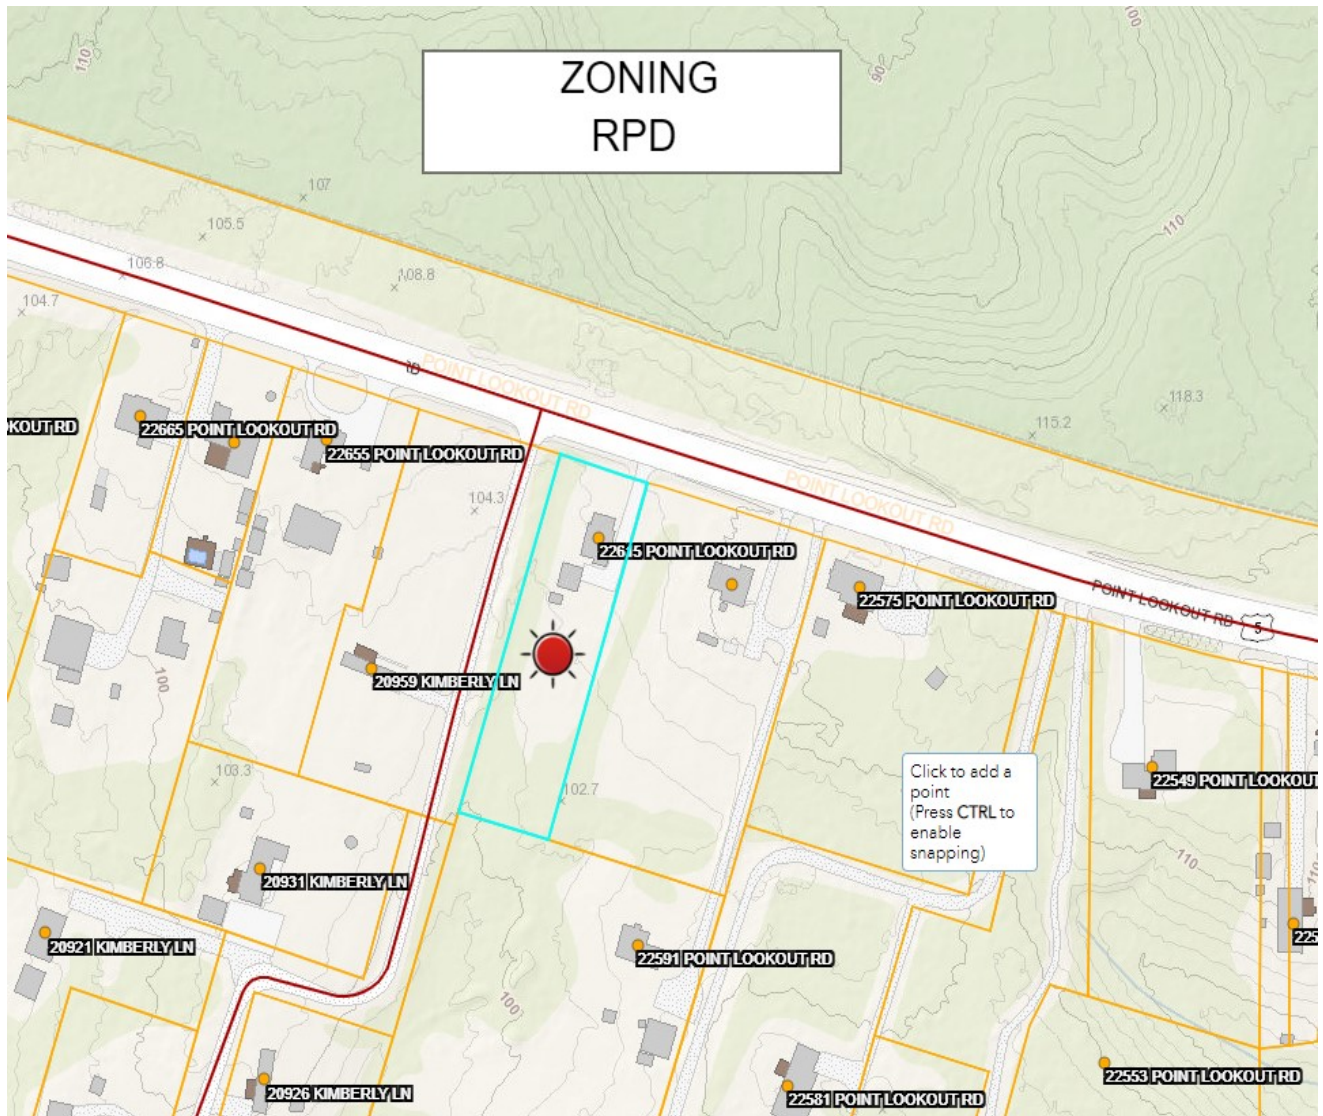 100
110
90
ZONING
RPD
107
105.5
110
106.8
108.8
104.7
118.3
115.2
POINT LOOKOUT RD
KOUT RD
22665 POINT LOOKOUT RD
22655 POINT LOOKOUT RD
104.3
POINT LOOKOUT RD
22615 POINT LOOKOUT RD
22575 POINT LOOKOUT RD
POINT LOOKOUT RD
5
100
20959 KIMBERLY LN
103.3
102.7
Click to add a
point
(Press CTRL to
enable
snapping)
22549 POINT LOOKOUT
110
110
20931 KIMBERLY LN
20921 KIMBERLY LN
22591 POINT LOOKOUT RD
225
100
22553 POINT LOOKOUT RD
20926 KIMBERLY LN
22581 POINT LOOKOUT RD